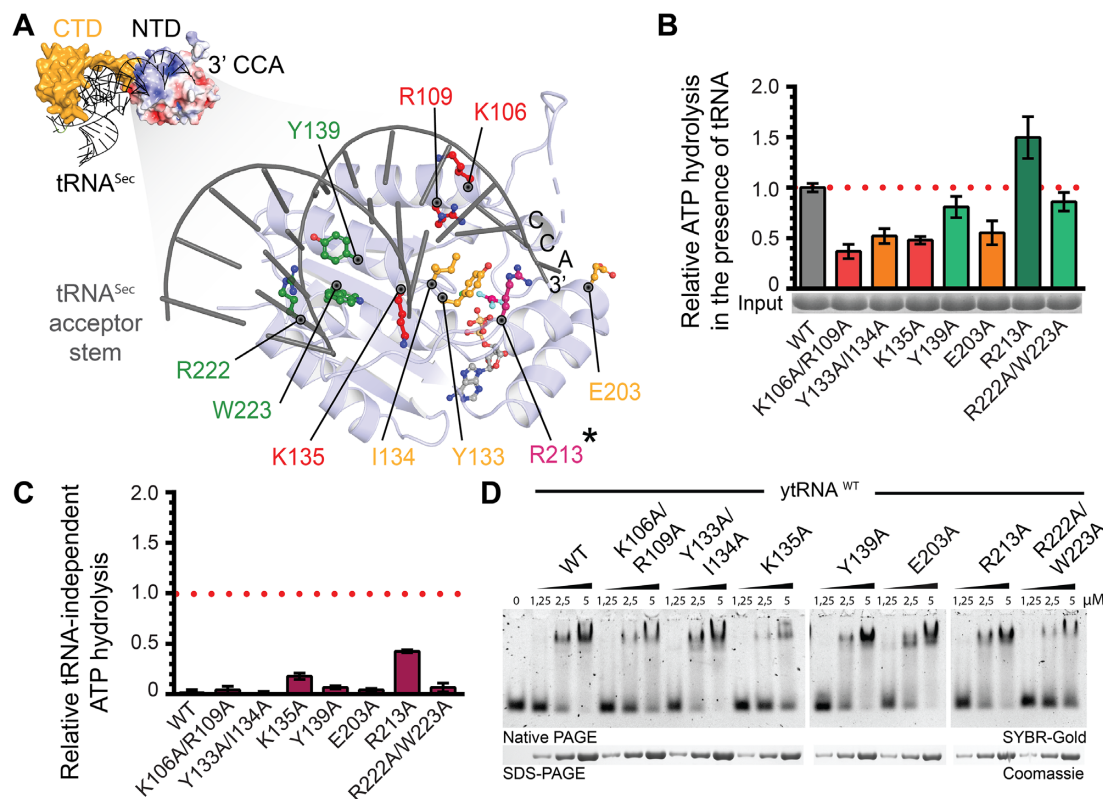 A
CTD
NTD
3' CCA
tRNASec
tRNASec
acceptor
stem
Y139
R109
K106
C
C
A
3'
R222
W223
K135
I134
Y133
R213*
E203
B
Relative ATP hydrolysis
in the presence of tRNA
2.0
1.5
1.0
0.5
0
Input
WT
K106A/R109A
Y133A/I134A
K135A
Y139A
E203A
R213A
R222A/W223A
C
Relative tRNA-independent
ATP hydrolysis
2.0
1.5
1.0
0.5
0
WT
K106A/R109A
Y133A/I134A
K135A
Y139A
E203A
R213A
R222A/W223A
D
ytRNA WT
WT
K106A/
R109A
Y133A/
I134A
K135A
Y139A
E203A
R213A
R222A/
W223A
0 1,25 2,5 5 1,25 2,5 5 1,25 2,5 5 1,25 2,5 5 1,25 2,5 5 1,25 2,5 5 1,25 2,5 5 1,25 2,5 5 µM
Native PAGE
SYBR-Gold
SDS-PAGE
Coomassie